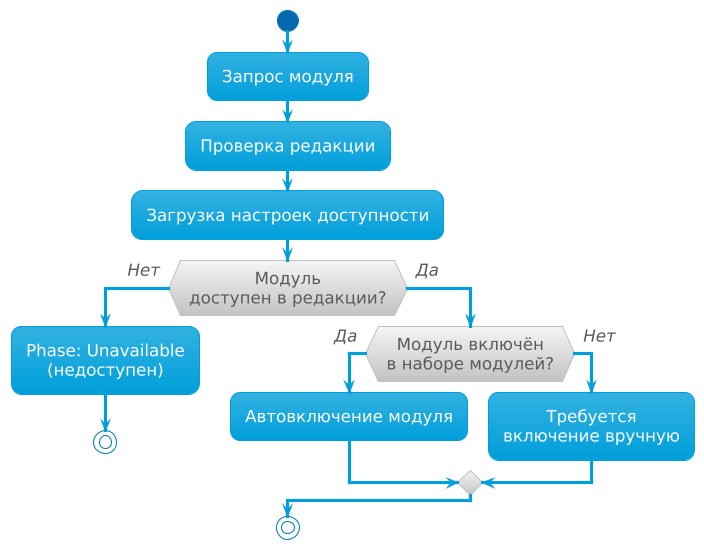 Запрос модуля
Проверка редакции
Загрузка настроек доступности
Нет
Модуль
доступен в редакции?
Да
Phase: Unavailable
(недоступен)
Да
Модуль включён
в наборе модулей?
Нет
Автовключение модуля
Требуется
включение вручную